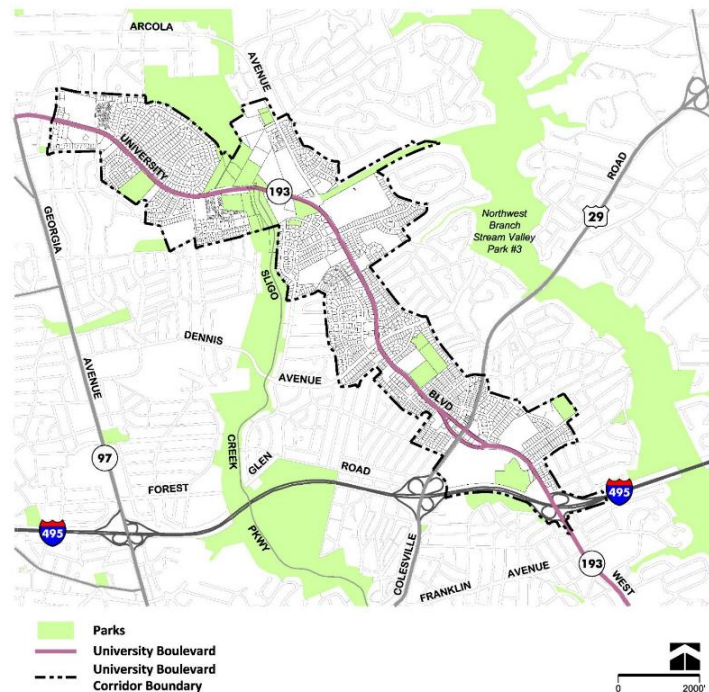 ARCOLA
AVENUE
UNIVERSITY
193
GEORGIA
ROAD
29
Northwest
Branch
Stream Valley
Park #3
SLIGO
DENNIS
AVENUE
AVENUE
BLVD
CREEK
GLEN
ROAD
97
FOREST
495
495
PKWY
COLESVILLE
FRANKLIN
AVENUE
193
WEST
Parks
University Boulevard
University Boulevard
Corridor Boundary
0
2000'